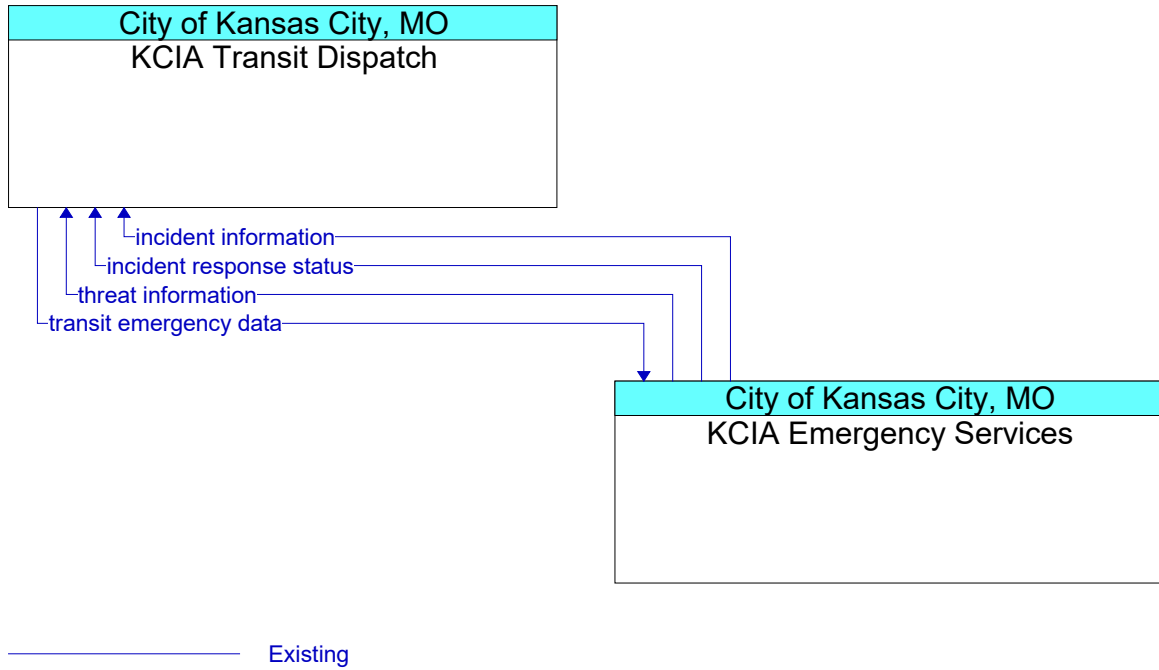 City of Kansas City, MO
KCIA Transit Dispatch
incident information
incident response status
threat information
transit emergency data
City of Kansas City, MO
KCIA Emergency Services
Existing